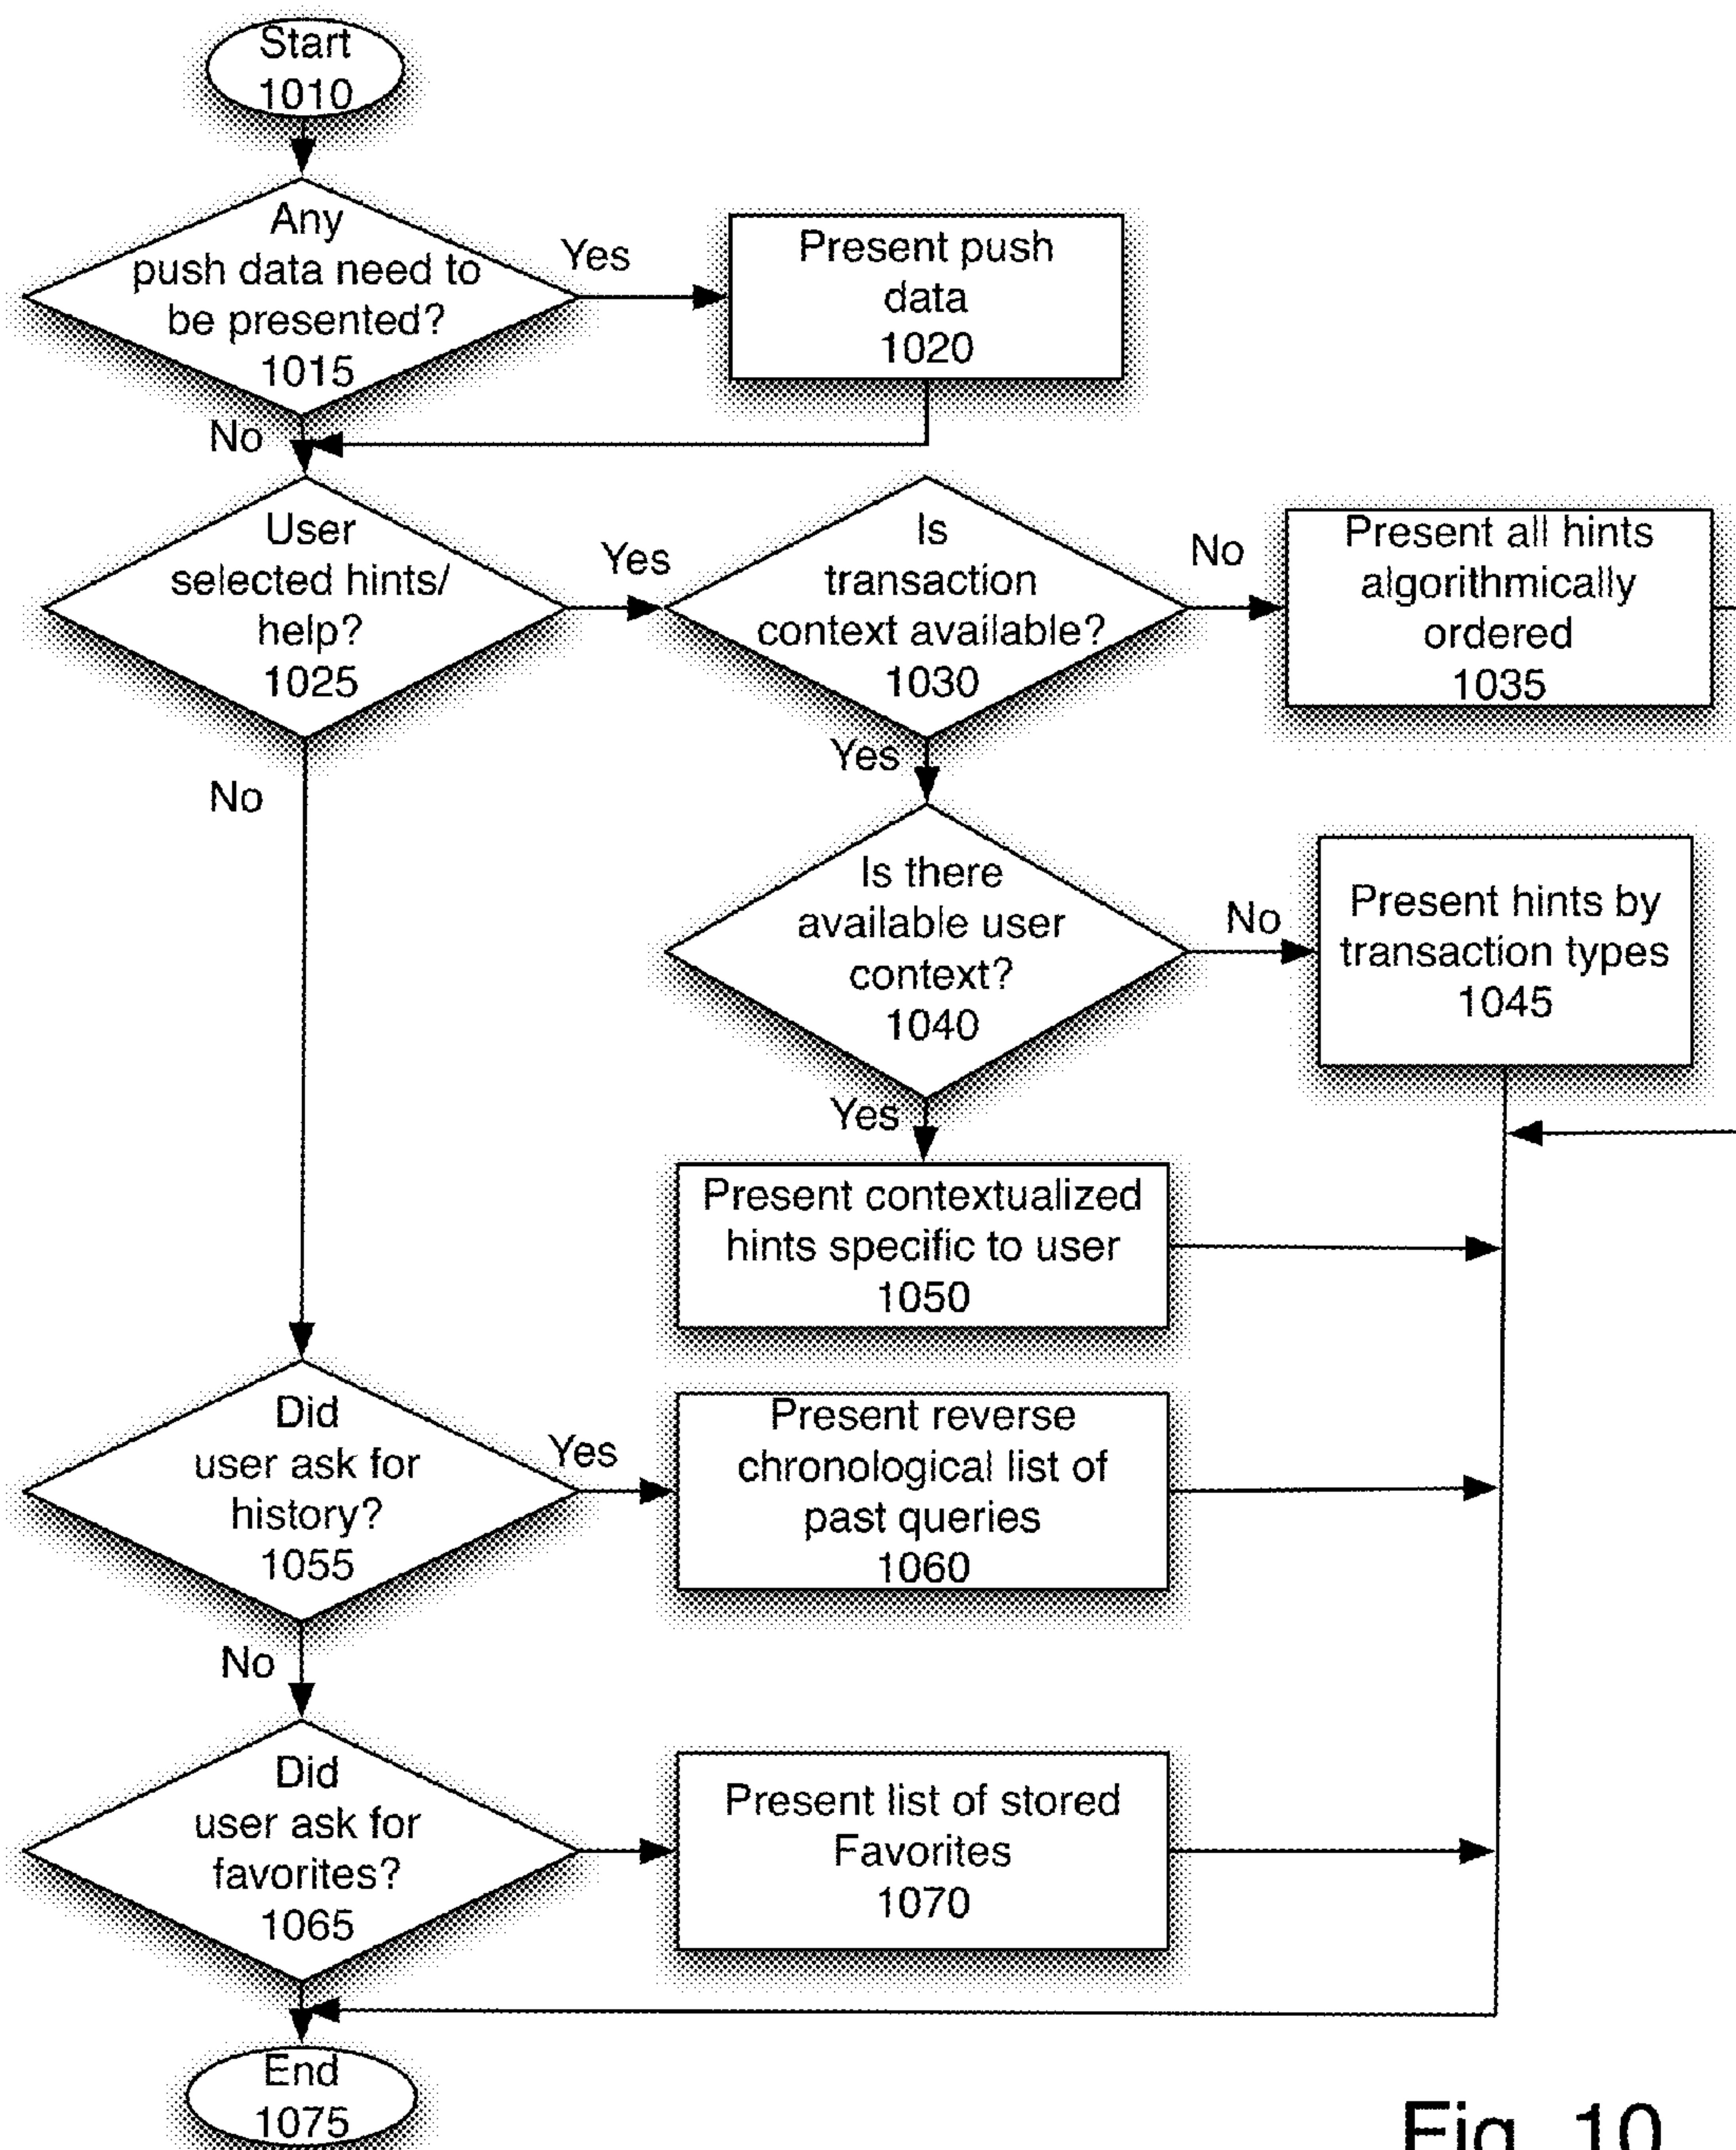 Start
1010
Any
push data need to
be presented?
1015
Yes
Present push
data
1020
No
User
selected hints/
help?
1025
Yes
Is
transaction
context available?
1030
No
Present all hints
algorithmically
ordered
1035
No
Yes
Is there
available user
context?
1040
No
Present hints by
transaction types
1045
Yes
Present contextualized
hints specific to user
1050
Did
user ask for
history?
1055
Yes
Present reverse
chronological list of
past queries
1060
No
Did
user ask for
favorites?
1065
Present list of stored
Favorites
1070
End
1075
Fig. 10